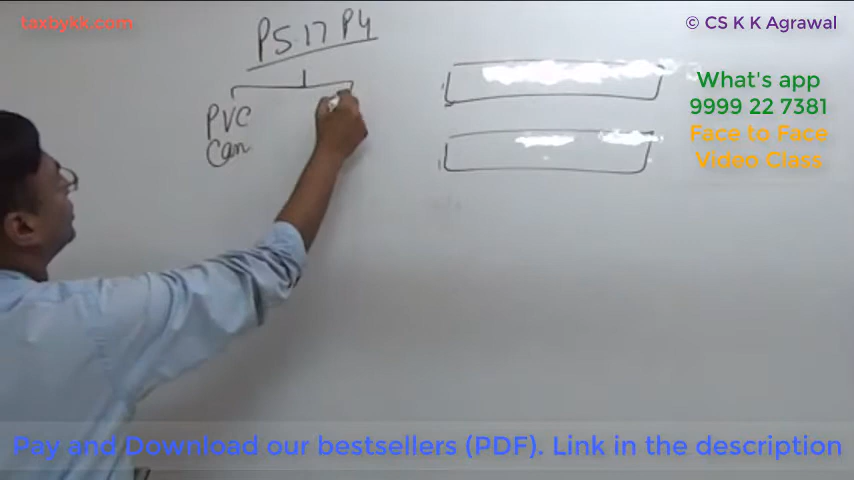 taxbykk.com
© CS K K Agrawal
P5 17 P4
What's app
9999 22 7381
Face to Face
Video Class
PVC
Can
Pay and Download our bestsellers (PDF). Link in the description